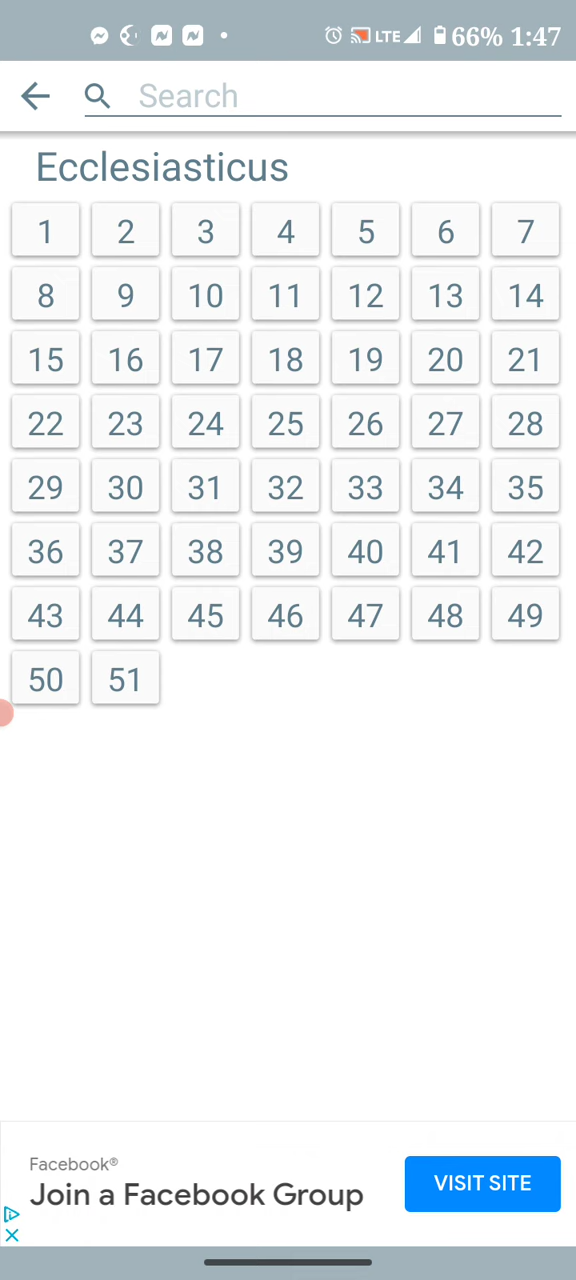 LTE 66% 1:47
Search
Ecclesiasticus
1 2 3 4 5 6 7
8 9 10 11 12 13 14
15 16 17 18 19 20 21
22 23 24 25 26 27 28
29 30 31 32 33 34 35
36 37 38 39 40 41 42
43 44 45 46 47 48 49
50 51
Facebook®
Join a Facebook Group
VISIT SITE